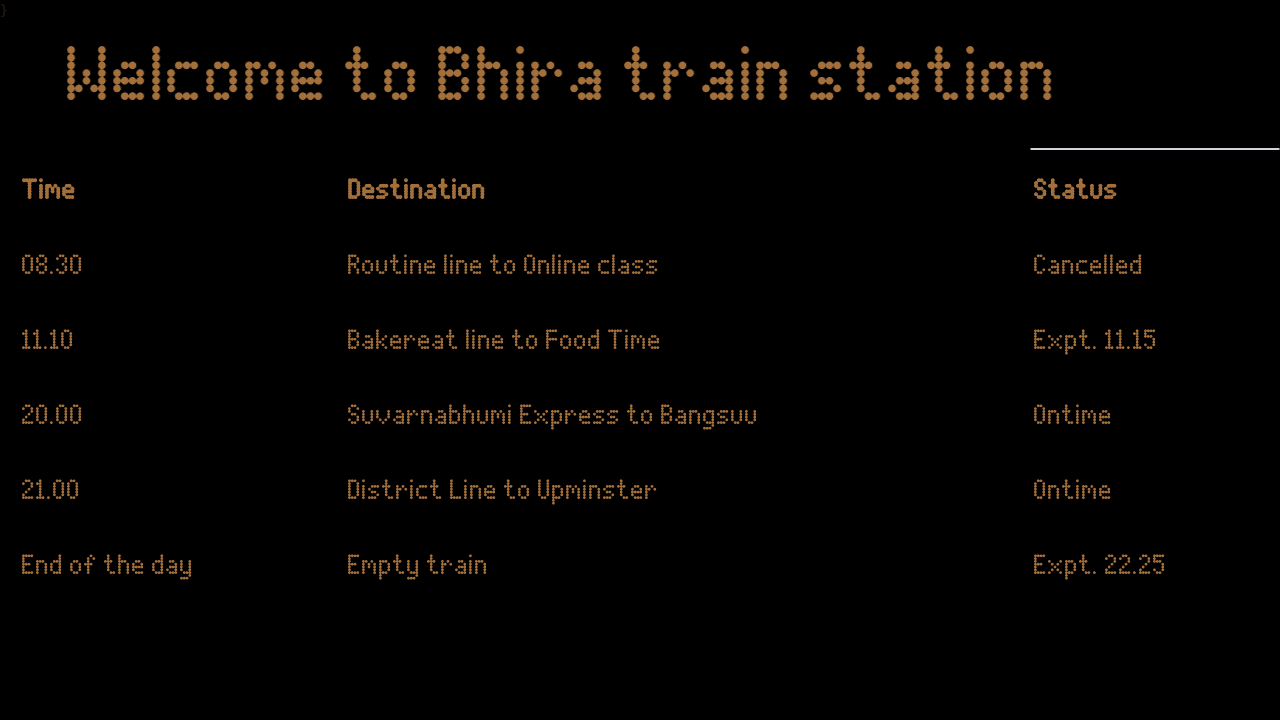 }
Welcome to Bhira train station
Time Destination Status
08.30 Routine line to Online class Cancelled
11.10 Bakereat line to Food Time Expt. 11.15
20.00 Suvarnabhumi Express to Bangsuu Ontime
21.00 District Line to Upminster Ontime
End of the day Empty train Expt. 22.25